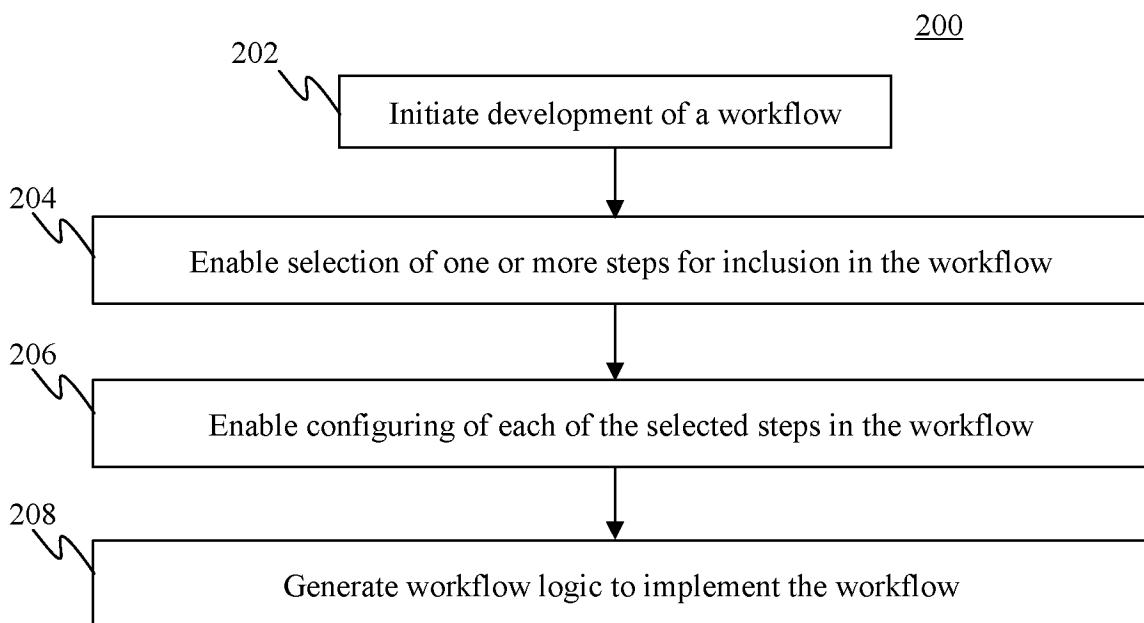 200
202
Initiate development of a workflow
204
Enable selection of one or more steps for inclusion in the workflow
206
Enable configuring of each of the selected steps in the workflow
208
Generate workflow logic to implement the workflow